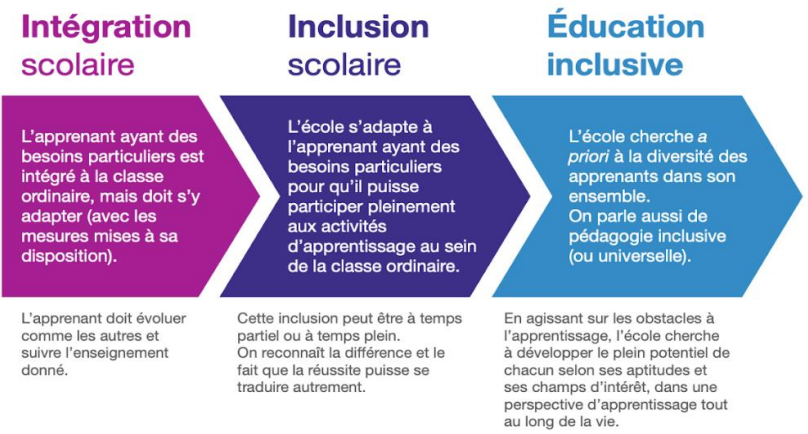 Intégration
scolaire
L'apprenant ayant des
besoins particuliers est
intégré à la classe
ordinaire, mais doit s'y
adapter (avec les
mesures mises à sa
disposition).
L'apprenant doit évoluer
comme les autres et
suivre l'enseignement
donné.
Inclusion
scolaire
L'école s'adapte à
l'apprenant ayant des
besoins particuliers
pour qu'il puisse
participer pleinement
aux activités
d'apprentissage au sein
de la classe ordinaire.
Cette inclusion peut être à temps
partiel ou à temps plein.
On reconnaît la différence et le
fait que la réussite puisse se
traduire autrement.
Éducation
inclusive
L'école cherche a
priori à la diversité des
apprenants dans son
ensemble.
On parle aussi de
pédagogie inclusive
(ou universelle).
En agissant sur les obstacles à
l'apprentissage, l'école cherche
à développer le plein potentiel de
chacun selon ses aptitudes et
ses champs d'intérêt, dans une
perspective d'apprentissage tout
au long de la vie.